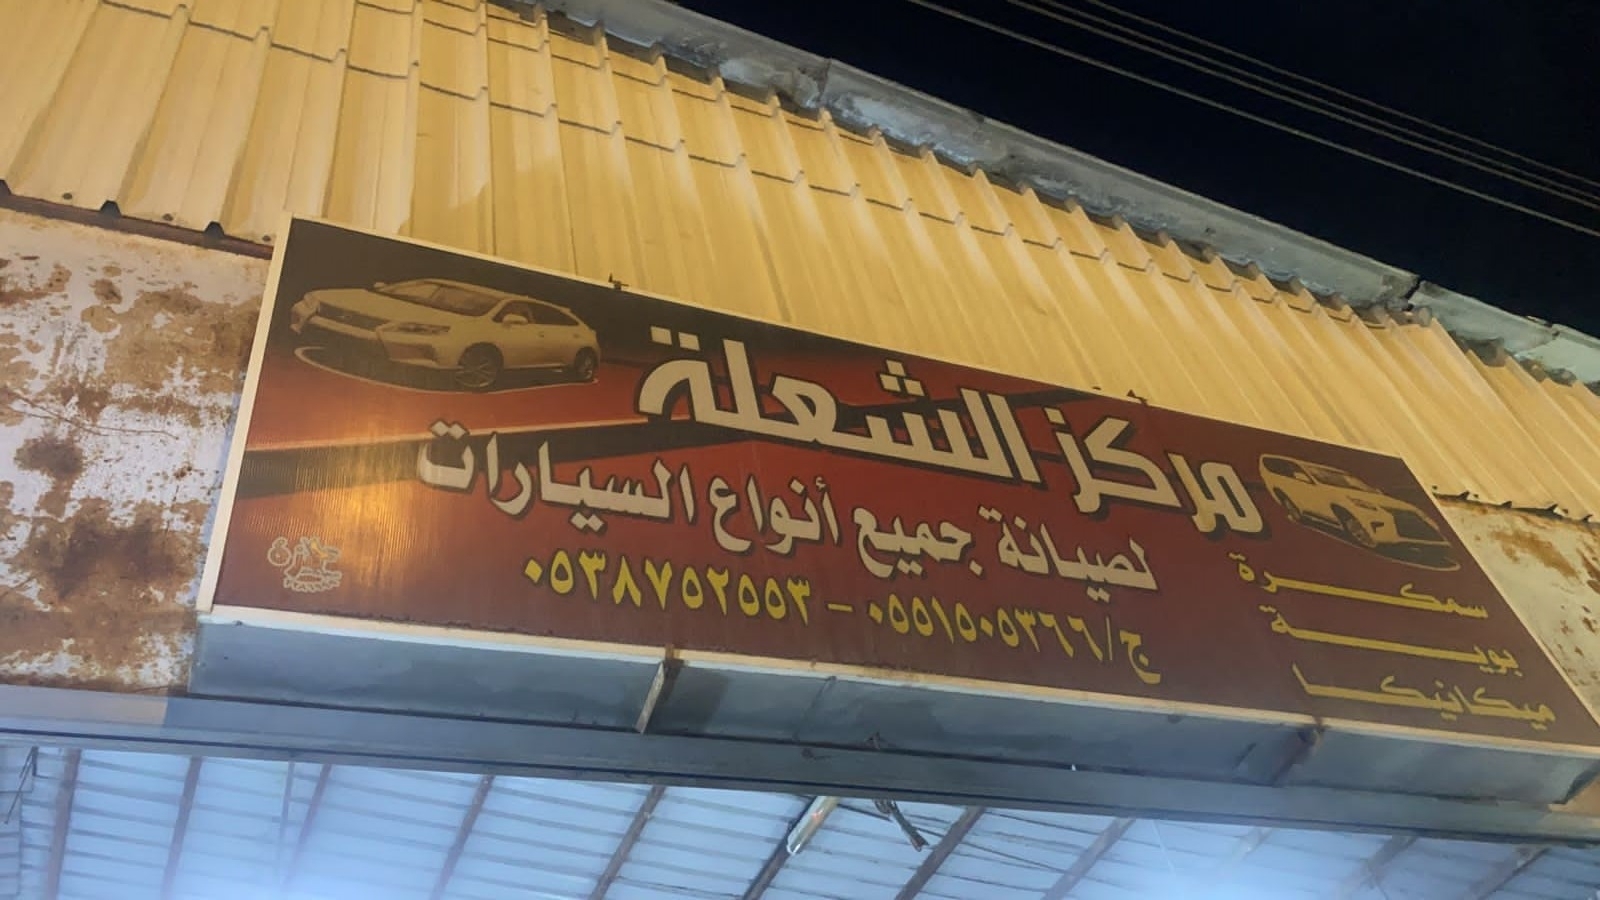 مركز الشعلة
لصيانة جميع أنواع السيارات
ج/٠٥٥١٥٠٥٣٦٦ - ٠٥٣٨٧٥٢٥٥٣
سمكرة
بوية
ميكانيكا